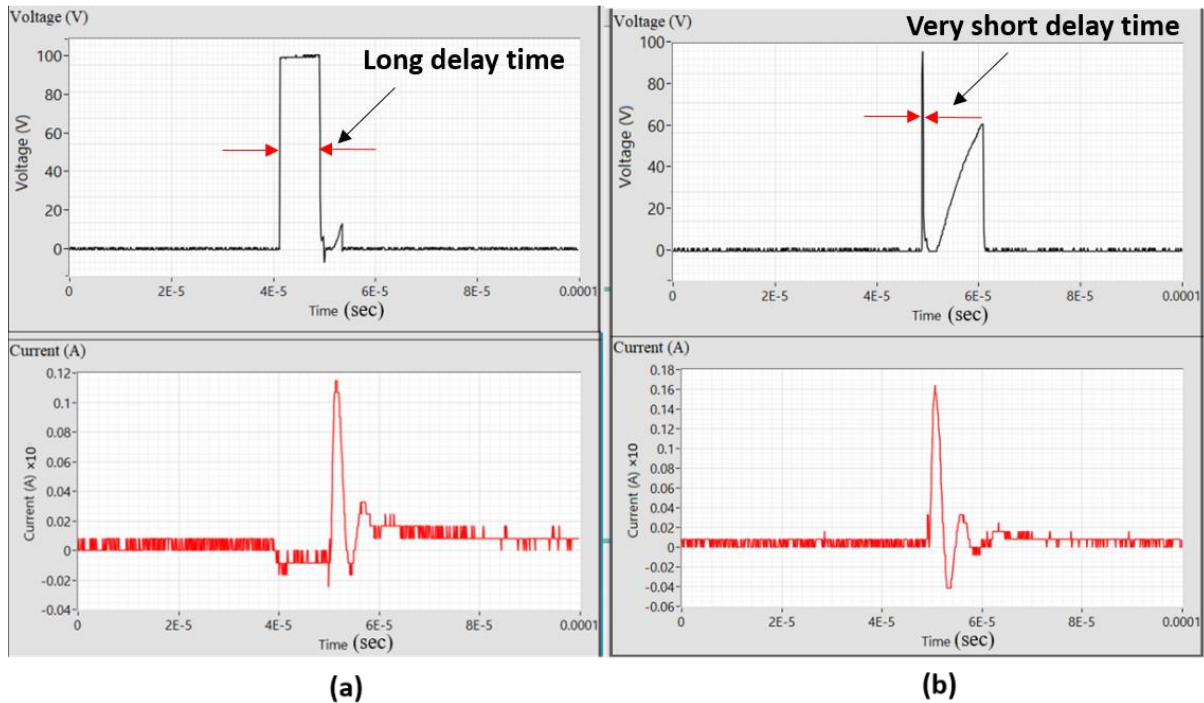 Voltage (V)
Long delay time
100
80
60
40
20
0
Voltage (V)
0
2E-5
4E-5
6E-5
8E-5
0.0001
Time (sec)
Current (A)
0.12
0.1
0.08
0.06
0.04
0.02
0
-0.02
-0.04
Current (A) ×10
0
2E-5
4E-5
6E-5
8E-5
0.0001
Time (sec)
(a)
Voltage (V)
Very short delay time
100
80
60
40
20
0
Voltage (V)
0
2E-5
4E-5
6E-5
8E-5
0.0001
Time (sec)
Current (A)
0.18
0.16
0.14
0.12
0.1
0.08
0.06
0.04
0.02
0
-0.02
-0.04
-0.06
Current (A) ×10
0
2E-5
4E-5
6E-5
8E-5
0.0001
Time (sec)
(b)